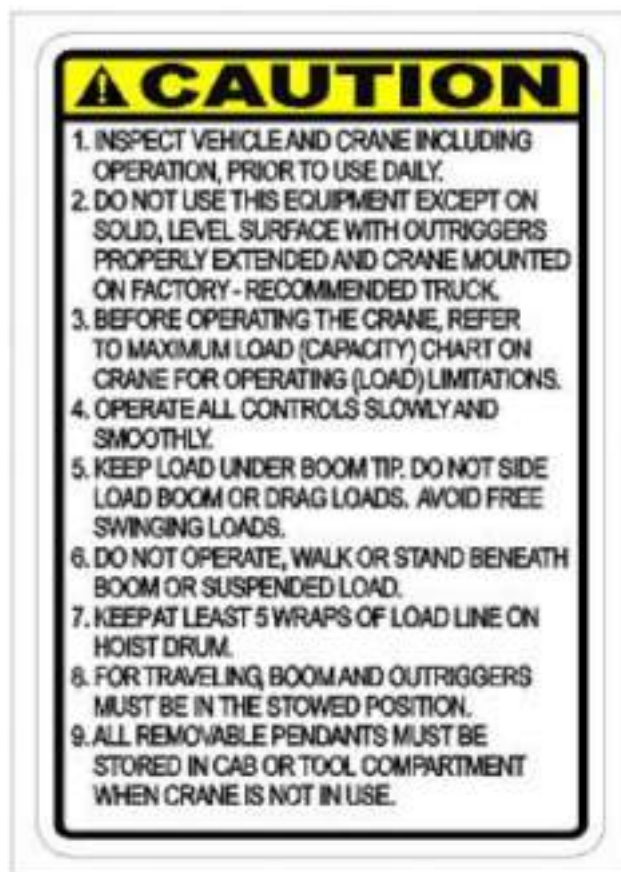 CAUTION
1. INSPECT VEHICLE AND CRANE INCLUDING
OPERATION, PRIOR TO USE DAILY.
2. DO NOT USE THIS EQUIPMENT EXCEPT ON
SOLID, LEVEL SURFACE WITH OUTRIGGERS
PROPERLY EXTENDED AND CRANE MOUNTED
ON FACTORY - RECOMMENDED TRUCK.
3. BEFORE OPERATING THE CRANE, REFER
TO MAXIMUM LOAD (CAPACITY) CHART ON
CRANE FOR OPERATING (LOAD) LIMITATIONS.
4. OPERATE ALL CONTROLS SLOWLY AND
SMOOTHLY.
5. KEEP LOAD UNDER BOOM TIP. DO NOT SIDE
LOAD BOOM OR DRAG LOADS. AVOID FREE
SWINGING LOADS.
6. DO NOT OPERATE, WALK OR STAND BENEATH
BOOM OR SUSPENDED LOAD.
7. KEEP AT LEAST 5 WRAPS OF LOAD LINE ON
HOIST DRUM.
8. FOR TRAVELING, BOOM AND OUTRIGGERS
MUST BE IN THE STOWED POSITION.
9. ALL REMOVABLE PENDANTS MUST BE
STORED IN CAB OR TOOL COMPARTMENT
WHEN CRANE IS NOT IN USE.